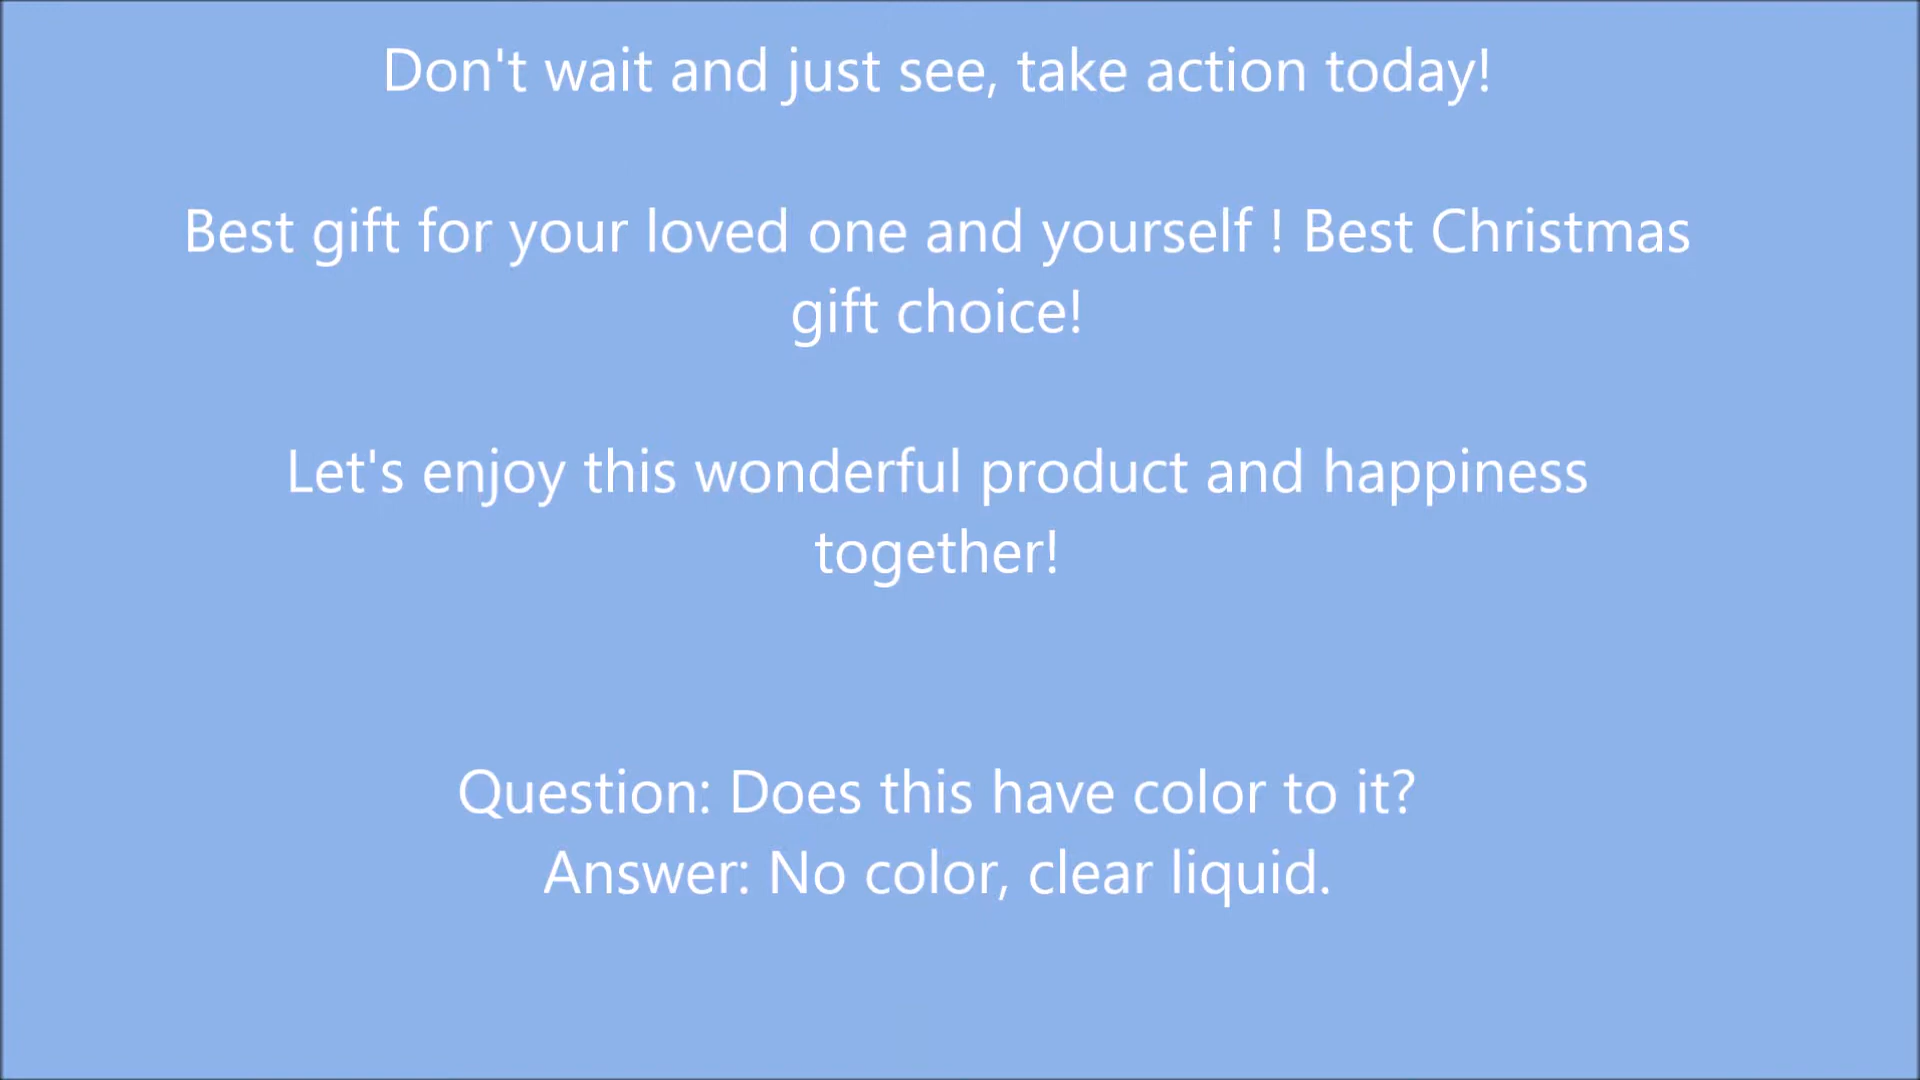 Don't wait and just see, take action today!
Best gift for your loved one and yourself ! Best Christmas
gift choice!
Let's enjoy this wonderful product and happiness
together!
Question: Does this have color to it?
Answer: No color, clear liquid.